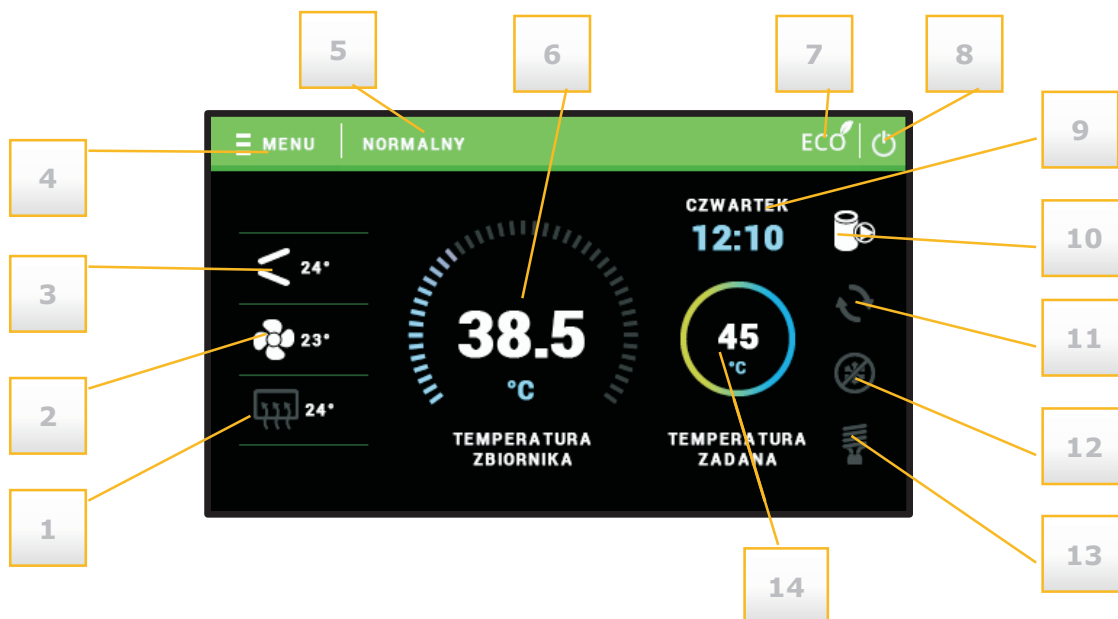 5
6
7
8
MENU
NORMALNY
ECO
9
4
CZWARTEK
12:10
10
24°
3
11
23°
38.5
°C
45
°C
2
24°
12
TEMPERATURA
ZBIORNIKA
TEMPERATURA
ZADANA
1
13
14